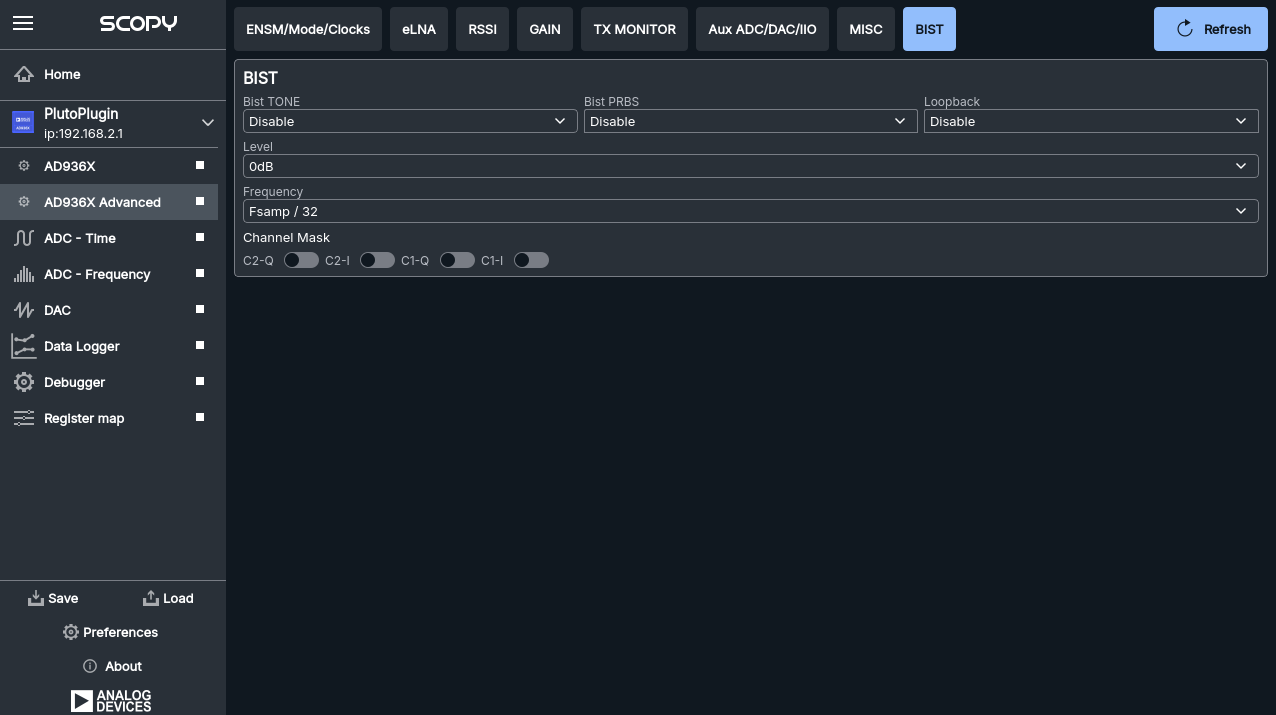 SCOPY
ENSM/Mode/Clocks eLNA RSSI GAIN TX MONITOR Aux ADC/DAC/IIO MISC BIST Refresh
Home
PlutoPlugin
ip:192.168.2.1
AD936X
AD936X Advanced
ADC - Time
ADC - Frequency
DAC
Data Logger
Debugger
Register map
Save Load
Preferences
About
ANALOG
DEVICES
BIST
Bist TONE Bist PRBS Loopback
Disable Disable Disable
Level
0dB
Frequency
Fsamp / 32
Channel Mask
C2-Q C2-I C1-Q C1-I